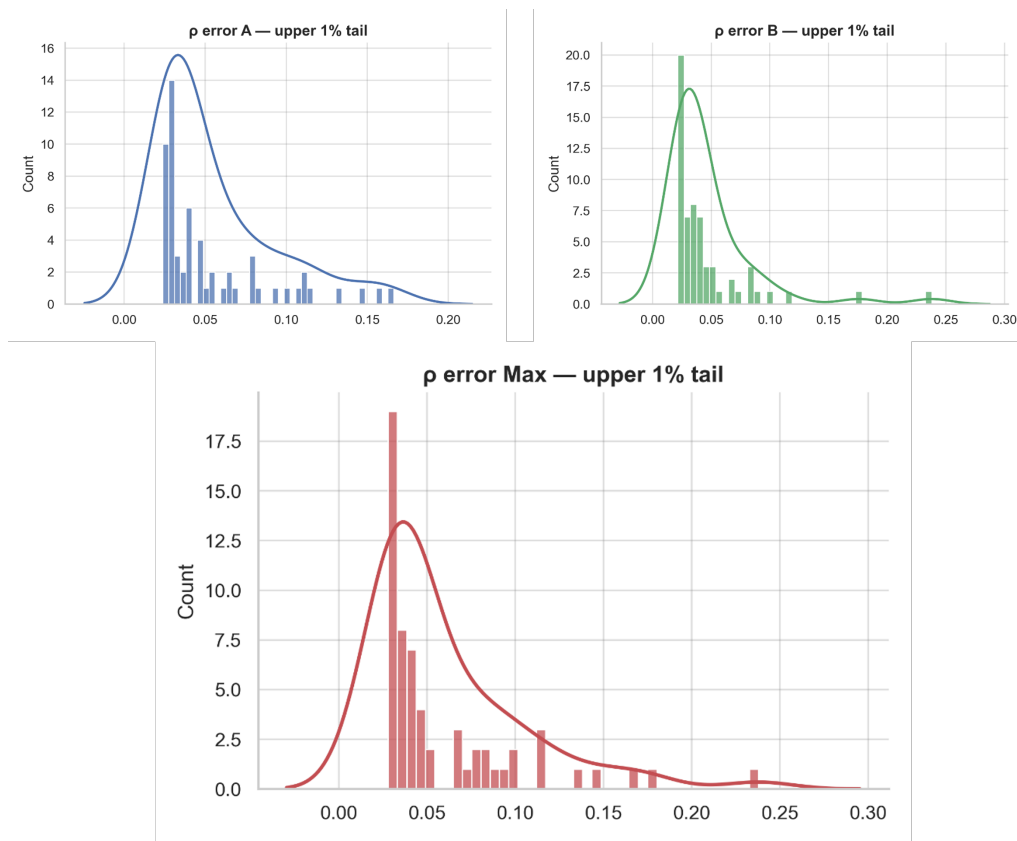 ρ error A — upper 1% tail
Count
16
14
12
10
8
6
4
2
0
0.00 0.05 0.10 0.15 0.20
ρ error B — upper 1% tail
Count
20.0
17.5
15.0
12.5
10.0
7.5
5.0
2.5
0.0
0.00 0.05 0.10 0.15 0.20 0.25 0.30
ρ error Max — upper 1% tail
Count
17.5
15.0
12.5
10.0
7.5
5.0
2.5
0.0
0.00 0.05 0.10 0.15 0.20 0.25 0.30